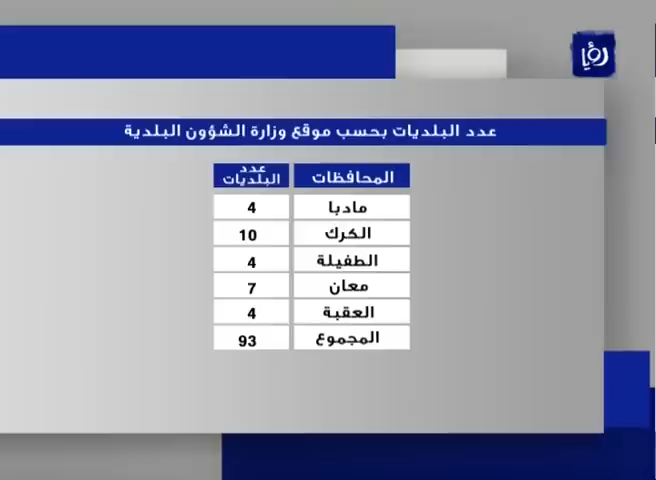 رؤيا
عدد البلديات بحسب موقع وزارة الشؤون البلدية
المحافظات عدد البلديات
مادبا 4
الكرك 10
الطفيلة 4
معان 7
العقبة 4
المجموع 93